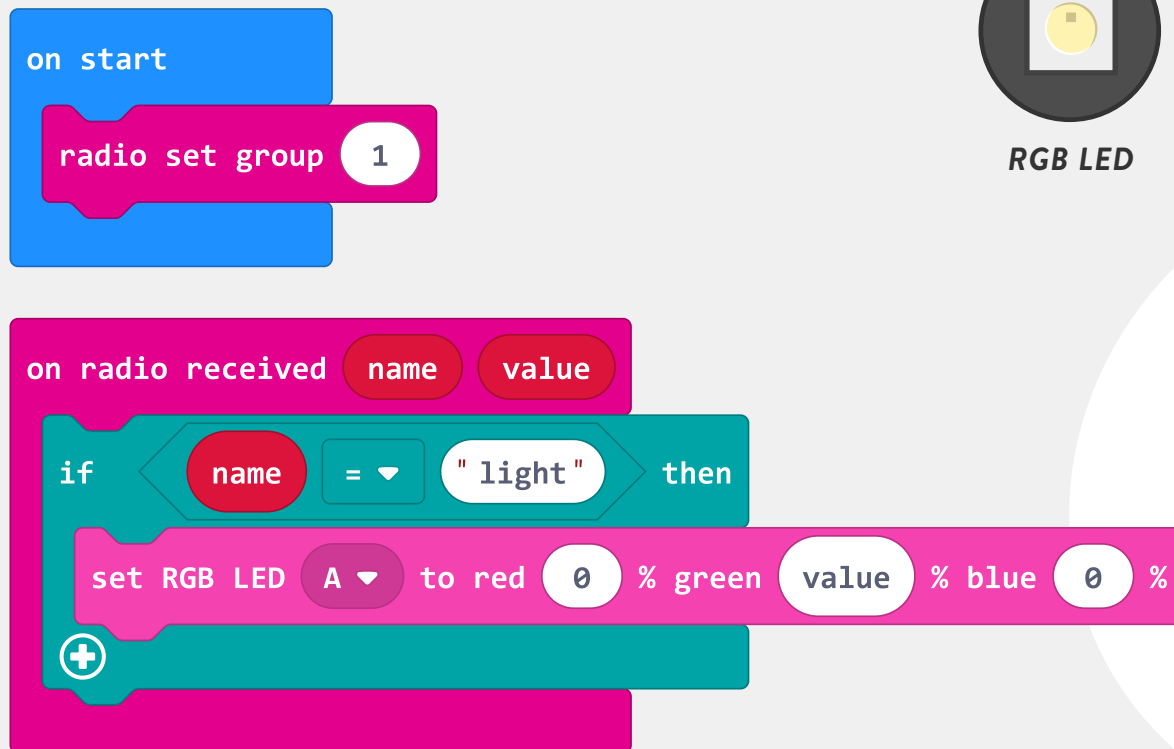 on start
radio set group 1
RGB LED
on radio received name value
if name = "light" then
set RGB LED A to red 0 % green value % blue 0 %